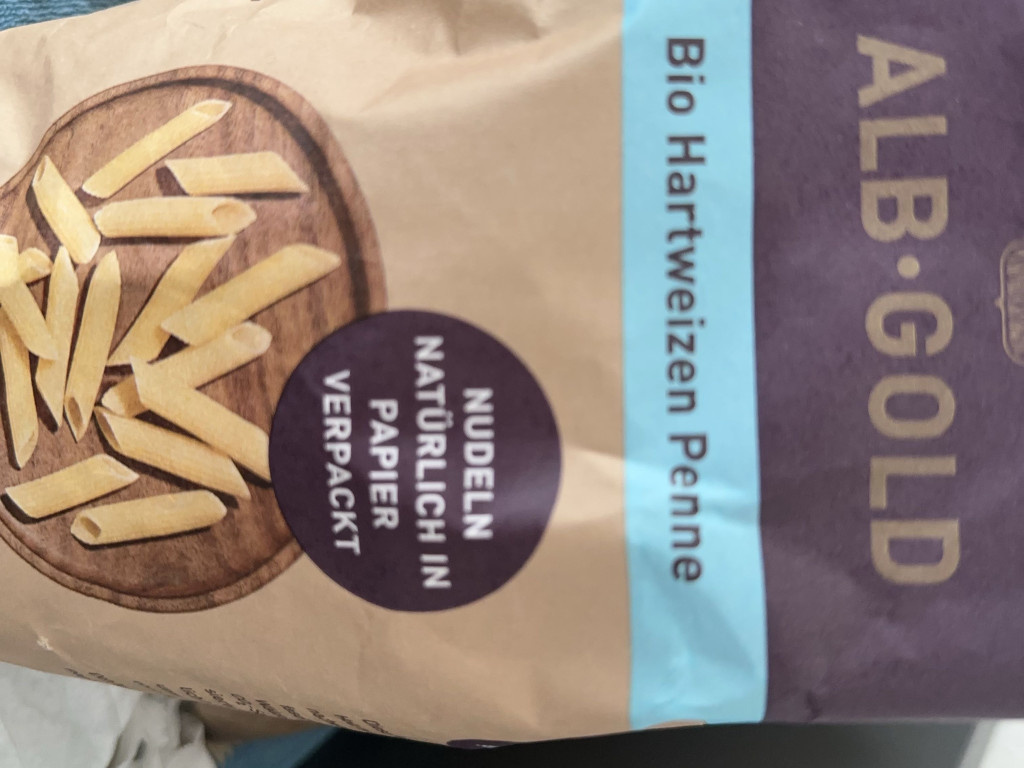 ALB·GOLD
Bio Hartweizen Penne
NUDELN
NATÜRLICH IN
PAPIER
VERPACKT